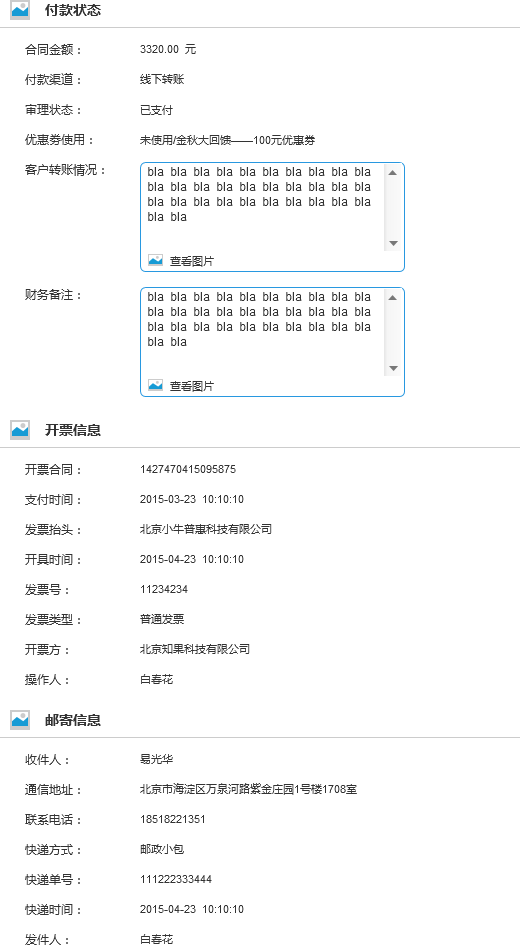 付款状态
合同金额： 3320.00 元
付款渠道： 线下转账
审理状态： 已支付
优惠券使用： 未使用/金秋大回馈——100元优惠券
客户转账情况： bla bla bla bla bla bla bla bla bla bla
bla bla bla bla bla bla bla bla bla bla
bla bla bla bla bla bla bla bla bla bla
bla bla
查看图片
财务备注： bla bla bla bla bla bla bla bla bla bla
bla bla bla bla bla bla bla bla bla bla
bla bla bla bla bla bla bla bla bla bla
bla bla
查看图片
开票信息
开票合同： 1427470415095875
支付时间： 2015-03-23 10:10:10
发票抬头： 北京小牛普惠科技有限公司
开具时间： 2015-04-23 10:10:10
发票号： 11234234
发票类型： 普通发票
开票方： 北京知果科技有限公司
操作人： 白春花
邮寄信息
收件人： 易光华
通信地址： 北京市海淀区万泉河路紫金庄园1号楼1708室
联系电话： 18518221351
快递方式： 邮政小包
快递单号： 111222333444
快递时间： 2015-04-23 10:10:10
发件人： 白春花